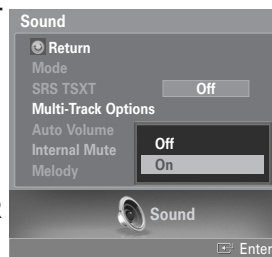 Sound
Return
Mode
SRS TSXT Off
Multi-Track Options
Auto Volume
Off
Internal Mute
On
Melody
Sound
Enter